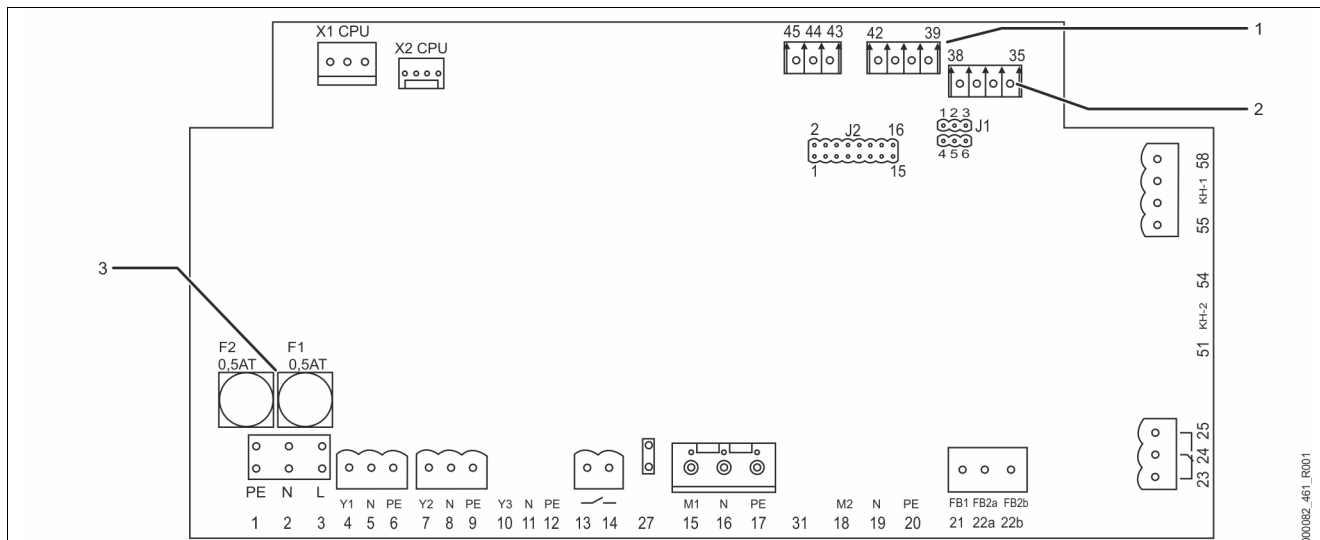 X1 CPU
X2 CPU
45 44 43
42 39
38 35
1
2
3
1 2 3
J1
4 5 6
2 J2 16
1 15
58
KH-1
55
54
KH-2
51
F2 F1
0,5AT 0,5AT
PE N L
Y1 N PE Y2 N PE Y3 N PE M1 N PE M2 N PE FB1 FB2a FB2b
1 2 3 4 5 6 7 8 9 10 11 12 13 14 27 15 16 17 31 18 19 20 21 22a 22b
25
24
23
000082_461_R001